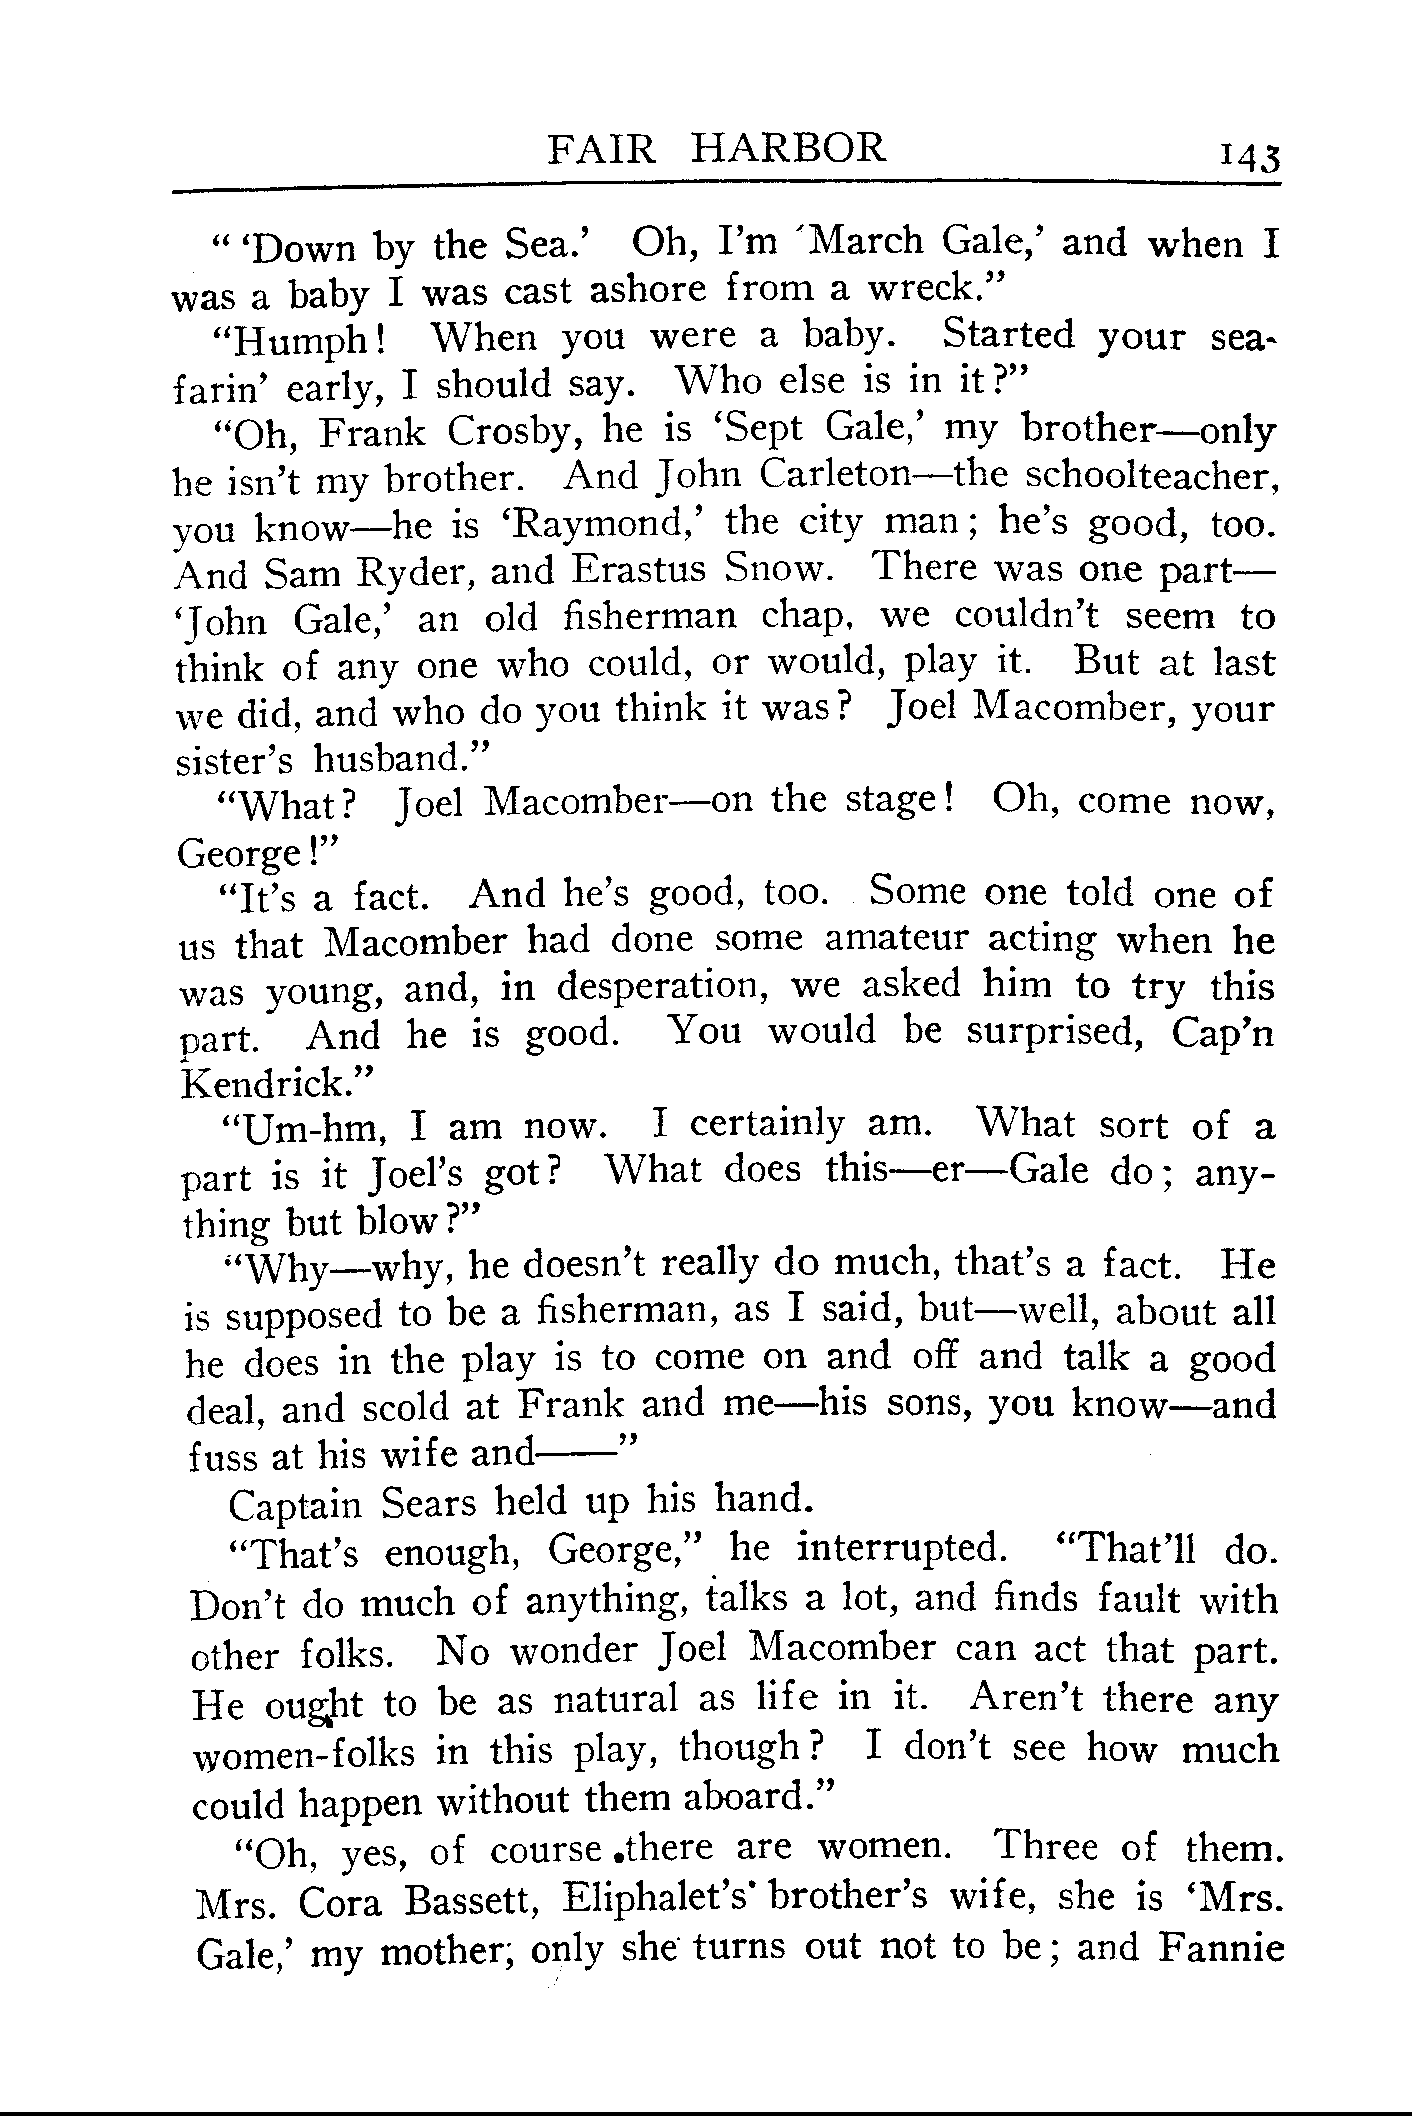 FAIR HARBOR 143
“ ‘Down by the Sea.’ Oh, I’m ‘March Gale,’ and when I
was a baby I was cast ashore from a wreck.”
“Humph! When you were a baby. Started your sea-
farin’ early, I should say. Who else is in it?”
“Oh, Frank Crosby, he is ‘Sept Gale,’ my brother—only
he isn’t my brother. And John Carleton—the schoolteacher,
you know—he is ‘Raymond,’ the city man; he’s good, too.
And Sam Ryder, and Erastus Snow. There was one part—
‘John Gale,’ an old fisherman chap, we couldn’t seem to
think of any one who could, or would, play it. But at last
we did, and who do you think it was? Joel Macomber, your
sister’s husband.”
“What? Joel Macomber—on the stage! Oh, come now,
George!”
“It’s a fact. And he’s good, too. Some one told one of
us that Macomber had done some amateur acting when he
was young, and, in desperation, we asked him to try this
part. And he is good. You would be surprised, Cap’n
Kendrick.”
“Um-hm, I am now. I certainly am. What sort of a
part is it Joel’s got? What does this—er—Gale do; any-
thing but blow?”
“Why—why, he doesn’t really do much, that’s a fact. He
is supposed to be a fisherman, as I said, but—well, about all
he does in the play is to come on and off and talk a good
deal, and scold at Frank and me—his sons, you know—and
fuss at his wife and——”
Captain Sears held up his hand.
“That’s enough, George,” he interrupted. “That’ll do.
Don’t do much of anything, talks a lot, and finds fault with
other folks. No wonder Joel Macomber can act that part.
He ought to be as natural as life in it. Aren’t there any
women-folks in this play, though? I don’t see how much
could happen without them aboard.”
“Oh, yes, of course there are women. Three of them.
Mrs. Cora Bassett, Eliphalet’s brother’s wife, she is ‘Mrs.
Gale,’ my mother; only she turns out not to be; and Fannie